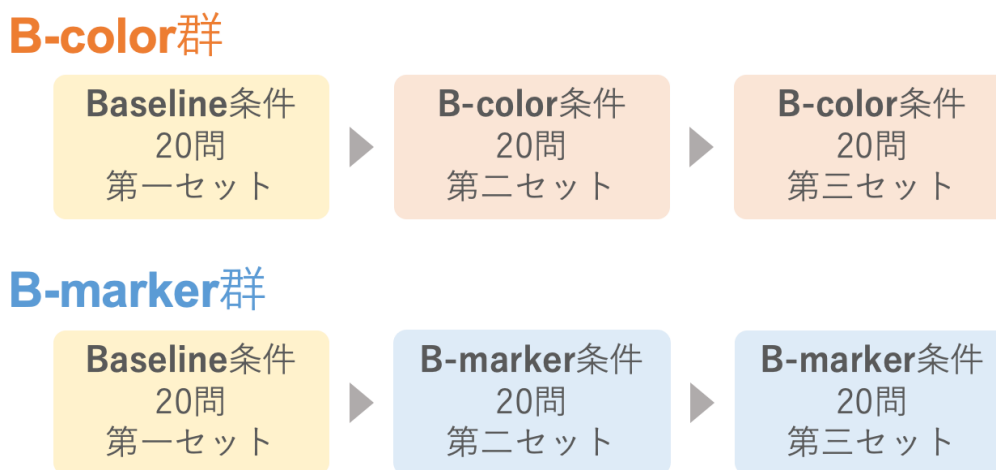 B-color群
Baseline条件
20問
第一セット
B-color条件
20問
第二セット
B-color条件
20問
第三セット
B-marker群
Baseline条件
20問
第一セット
B-marker条件
20問
第二セット
B-marker条件
20問
第三セット